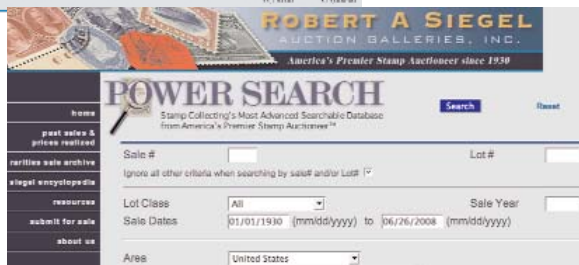 ROBERT A SIEGEL
AUCTION GALLERIES, INC.
America's Premier Stamp Auctioneer since 1930
POWER SEARCH
Stamp Collecting's Most Advanced Searchable Database
from America's Premier Stamp Auctioneer™
Search
Reset
home
past sales &
prices realized
rarities sale archive
siegel encyclopedia
resources
submit for sale
about us
Sale #
Lot #
Ignore all other criteria when searching by sale# and/or Lot#
Lot Class
All
Sale Year
Sale Dates
01/01/1930 (mm/dd/yyyy) to 06/26/2008 (mm/dd/yyyy)
Area
United States